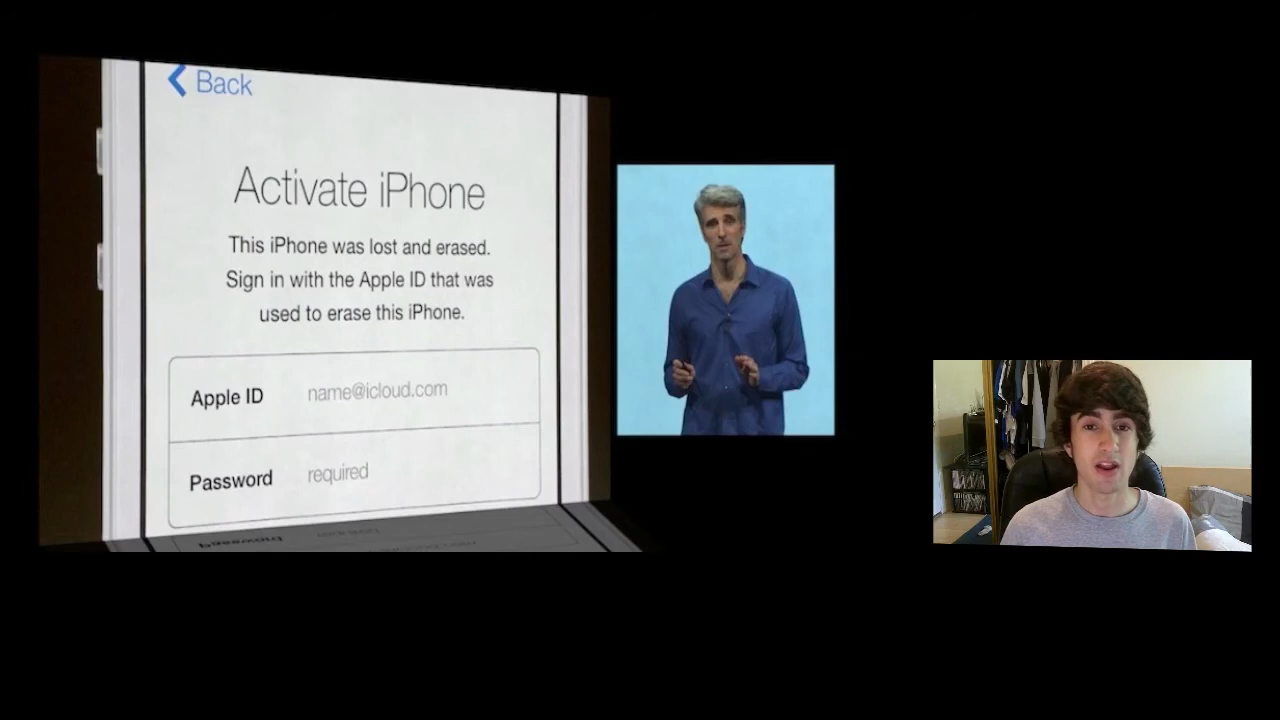 Back
Activate iPhone
This iPhone was lost and erased.
Sign in with the Apple ID that was
used to erase this iPhone.
Apple ID name@icloud.com
Password required